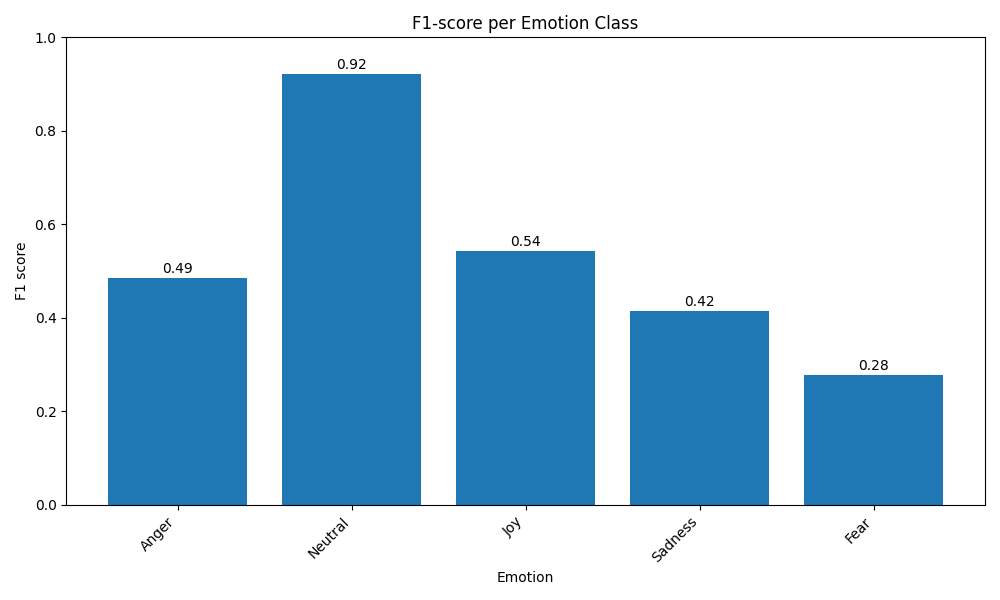 F1-score per Emotion Class
F1 score
1.0
0.8
0.6
0.4
0.2
0.0
0.49
0.92
0.54
0.42
0.28
Anger
Neutral
Joy
Sadness
Fear
Emotion